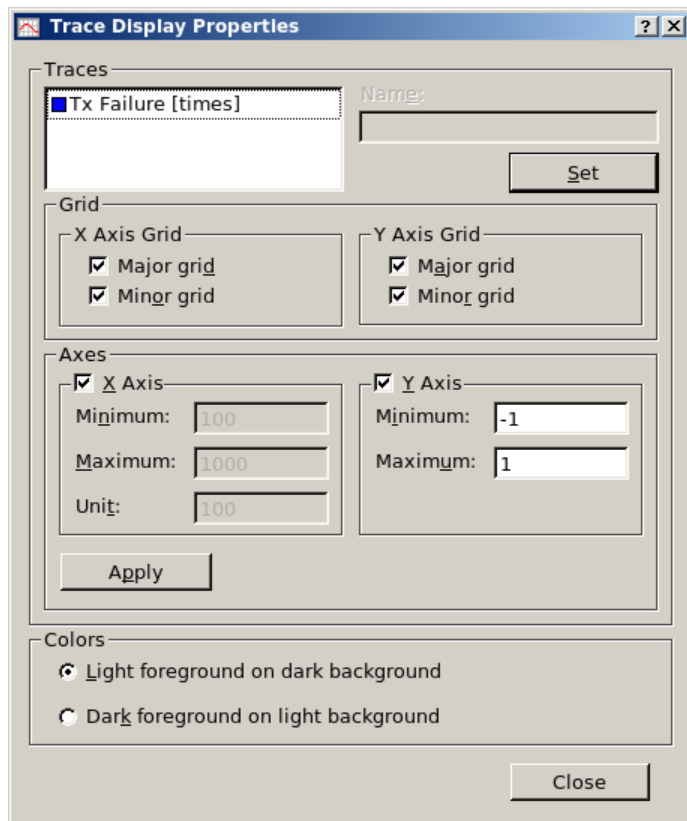 Trace Display Properties
Traces
Tx Failure [times]
Name:
Set
Grid
X Axis Grid
Major grid
Minor grid
Y Axis Grid
Major grid
Minor grid
Axes
X Axis
Minimum: 100
Maximum: 1000
Unit: 100
Y Axis
Minimum: -1
Maximum: 1
Apply
Colors
Light foreground on dark background
Dark foreground on light background
Close